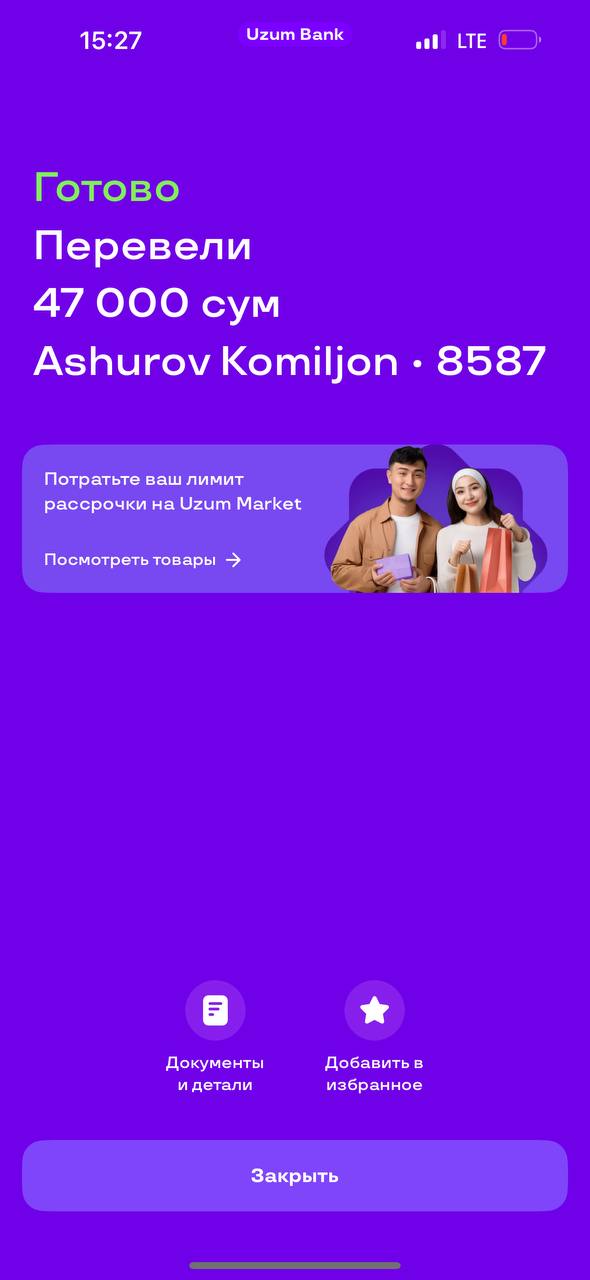 15:27
Uzum Bank
LTE
Готово
Перевели
47 000 сум
Ashurov Komiljon · 8587
Потратьте ваш лимит
рассрочки на Uzum Market
Посмотреть товары →
Документы
и детали
Добавить в
избранное
Закрыть